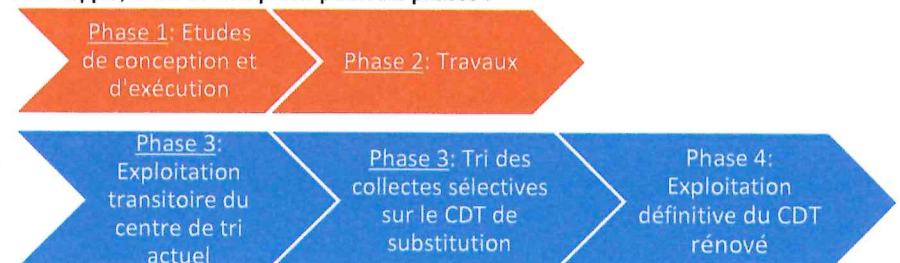 Phase 1: Etudes
de conception et
d'exécution
Phase 2: Travaux
Phase 3:
Exploitation
transitoire du
centre de tri
actuel
Phase 3: Tri des
collectes sélectives
sur le CDT de
substitution
Phase 4:
Exploitation
définitive du CDT
rénové